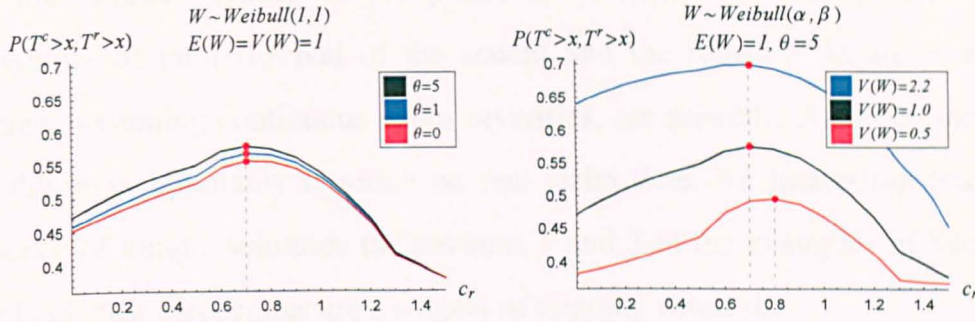 W~Weibull(1,1)
P(T^c>x,T^r>x)
E(W)=V(W)=1
0.7
0.65
0.6
0.55
0.5
0.45
0.4
θ=5
θ=1
θ=0
0.2
0.4
0.6
0.8
1.0
1.2
1.4
c_r
W~Weibull(α,β)
P(T^c>x,T^r>x)
E(W)=1, θ=5
0.7
0.65
0.6
0.55
0.5
0.45
0.4
V(W)=2.2
V(W)=1.0
V(W)=0.5
0.2
0.4
0.6
0.8
1
1.2
1.4
c_r